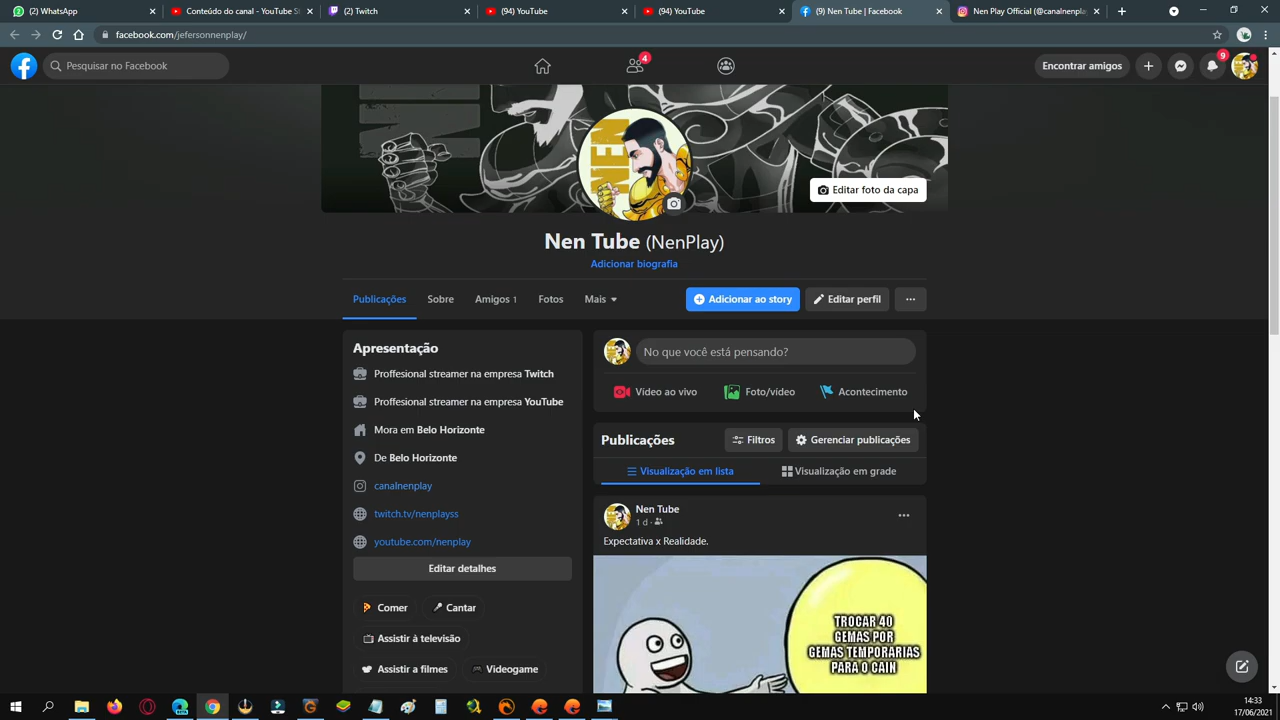 (2) WhatsApp
Conteúdo do canal - YouTube S
(2) Twitch
(94) YouTube
(94) YouTube
(9) Nen Tube | Facebook
Nen Play Official (@canalnenpla
facebook.com/jefersonnenplay/
Pesquisar no Facebook
4
Encontrar amigos
9
NEN
Editar foto da capa
Nen Tube (NenPlay)
Adicionar biografia
Publicações
Sobre
Amigos 1
Fotos
Mais
Adicionar ao story
Editar perfil
Apresentação
Proffesional streamer na empresa Twitch
Proffesional streamer na empresa YouTube
Mora em Belo Horizonte
De Belo Horizonte
canalnenplay
twitch.tv/nenplayss
youtube.com/nenplay
Editar detalhes
Comer
Cantar
Assistir à televisão
Assistir a filmes
Videogame
No que você está pensando?
Vídeo ao vivo
Foto/vídeo
Acontecimento
Publicações
Filtros
Gerenciar publicações
Visualização em lista
Visualização em grade
Nen Tube
1 d ·
Expectativa x Realidade.
TROCAR 40
GEMAS POR
GEMAS TEMPORARIAS
PARA O CAIN
14:33
17/06/2021